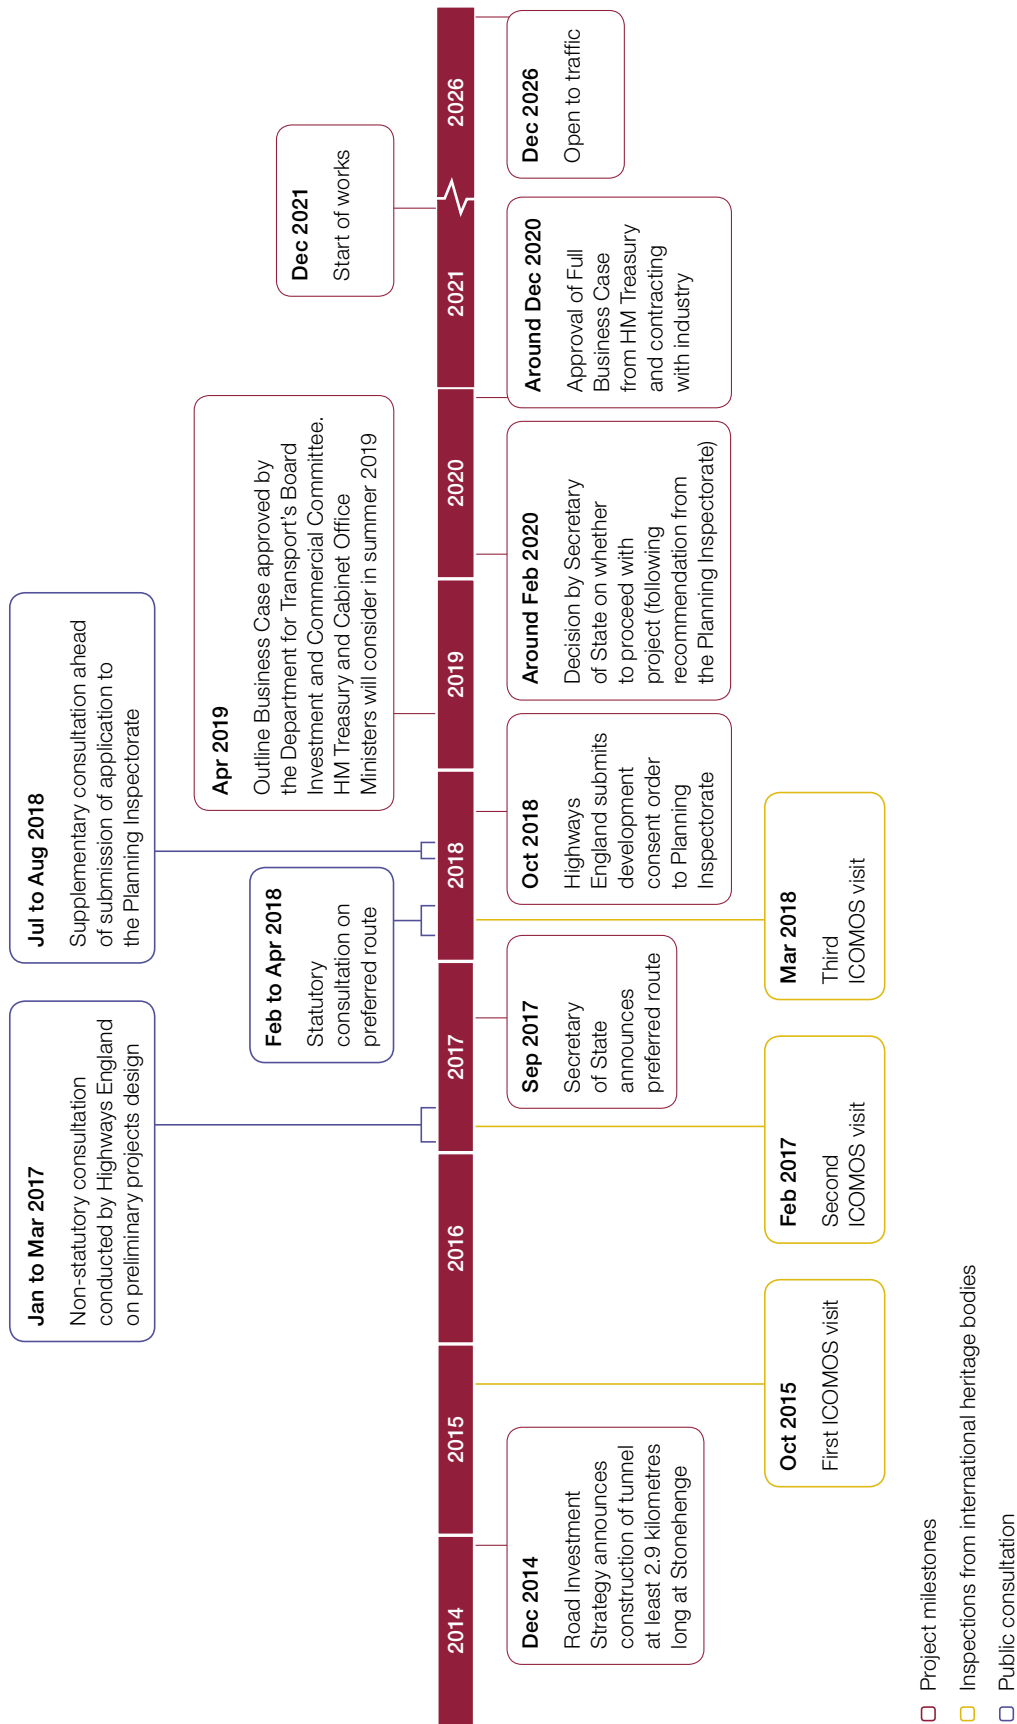 Jan to Mar 2017
Non-statutory consultation
conducted by Highways England
on preliminary projects design
Jul to Aug 2018
Supplementary consultation ahead
of submission of application to
the Planning Inspectorate
Feb to Apr 2018
Statutory
consultation on
preferred route
Apr 2019
Outline Business Case approved by
the Department for Transport's Board
Investment and Commercial Committee.
HM Treasury and Cabinet Office
Ministers will consider in summer 2019
Dec 2021
Start of works
2014
2015
2016
2017
2018
2019
2020
2021
2026
Dec 2014
Road Investment
Strategy announces
construction of tunnel
at least 2.9 kilometres
long at Stonehenge
Sep 2017
Secretary
of State
announces
preferred route
Oct 2018
Highways
England submits
development
consent order
to Planning
Inspectorate
Around Feb 2020
Decision by Secretary
of State on whether
to proceed with
project (following
recommendation from
the Planning Inspectorate)
Around Dec 2020
Approval of Full
Business Case
from HM Treasury
and contracting
with industry
Dec 2026
Open to traffic
Oct 2015
First ICOMOS visit
Feb 2017
Second
ICOMOS visit
Mar 2018
Third
ICOMOS visit
Project milestones
Inspections from international heritage bodies
Public consultation